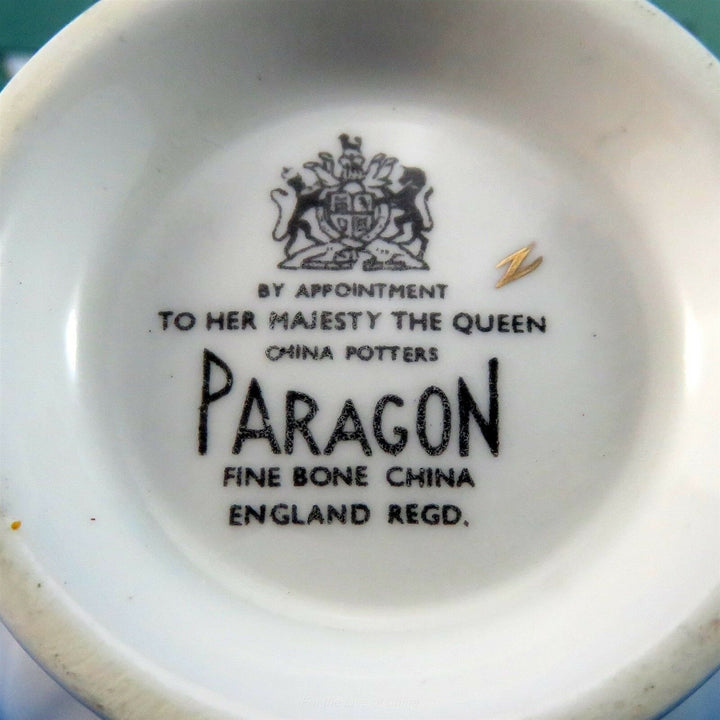 Z
BY APPOINTMENT
TO HER MAJESTY THE QUEEN
CHINA POTTERS
PARAGON
FINE BONE CHINA
ENGLAND REGD.